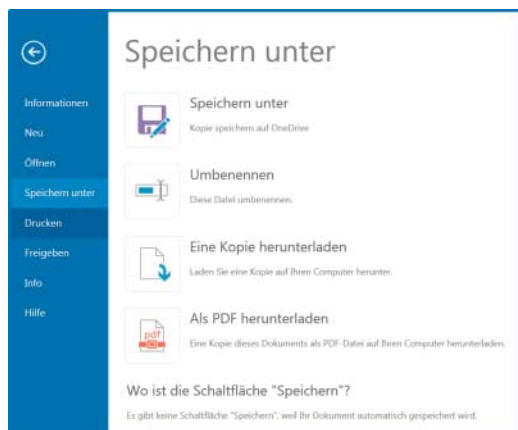 Speichern unter
Informationen
Neu
Öffnen
Speichern unter
Drucken
Freigeben
Info
Hilfe
Speichern unter
Kopie speichern auf OneDrive
Umbenennen
Diese Datei umbenennen.
Eine Kopie herunterladen
Laden Sie eine Kopie auf Ihren Computer herunter.
pdf
Als PDF herunterladen
Eine Kopie dieses Dokuments als PDF-Datei auf Ihren Computer herunterladen.
Wo ist die Schaltfläche "Speichern"?
Es gibt keine Schaltfläche "Speichern", weil Ihr Dokument automatisch gespeichert wird.